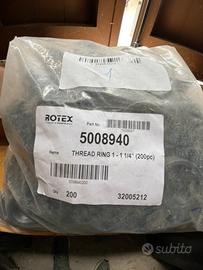 ROTEX
Part No
5008940
Name
THREAD RING 1 - 1 1/4" (200pc)
Qty
200
32005212
subito